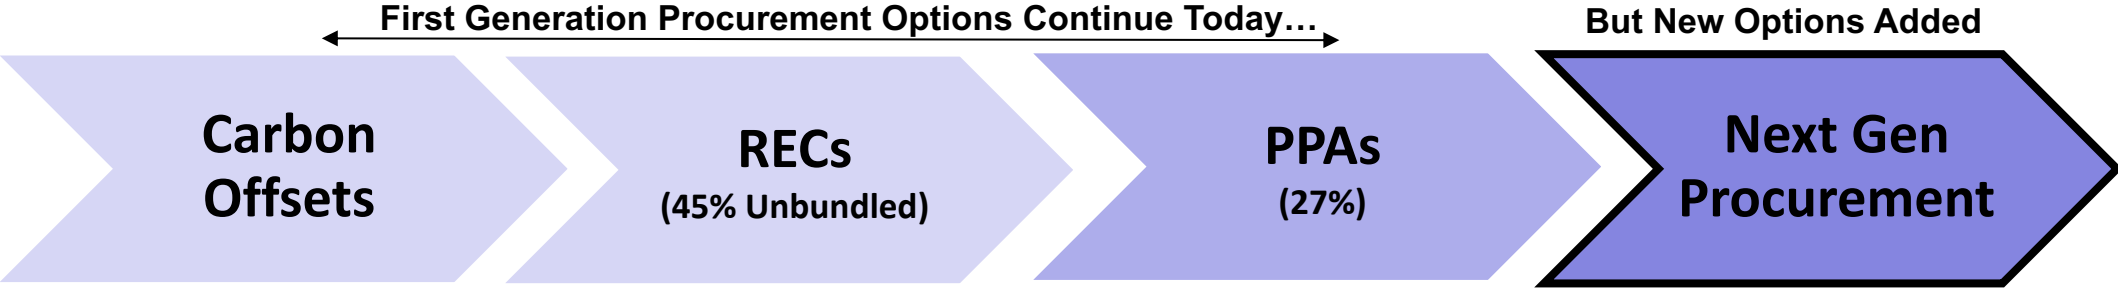 First Generation Procurement Options Continue Today…
But New Options Added
Carbon
Offsets
RECs
(45% Unbundled)
PPAs
(27%)
Next Gen
Procurement